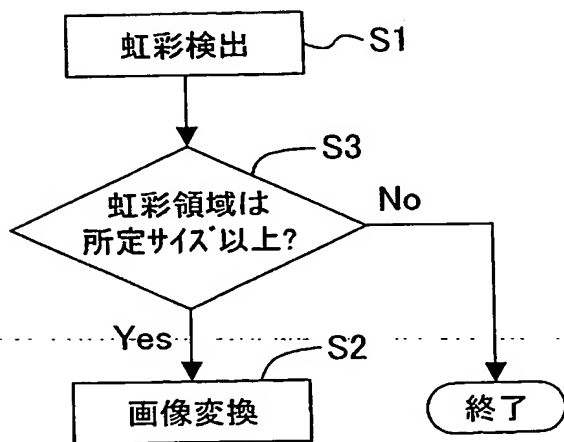 虹彩検出
S1
S3
虹彩領域は
所定サイズ以上?
No
Yes
S2
画像変換
終了